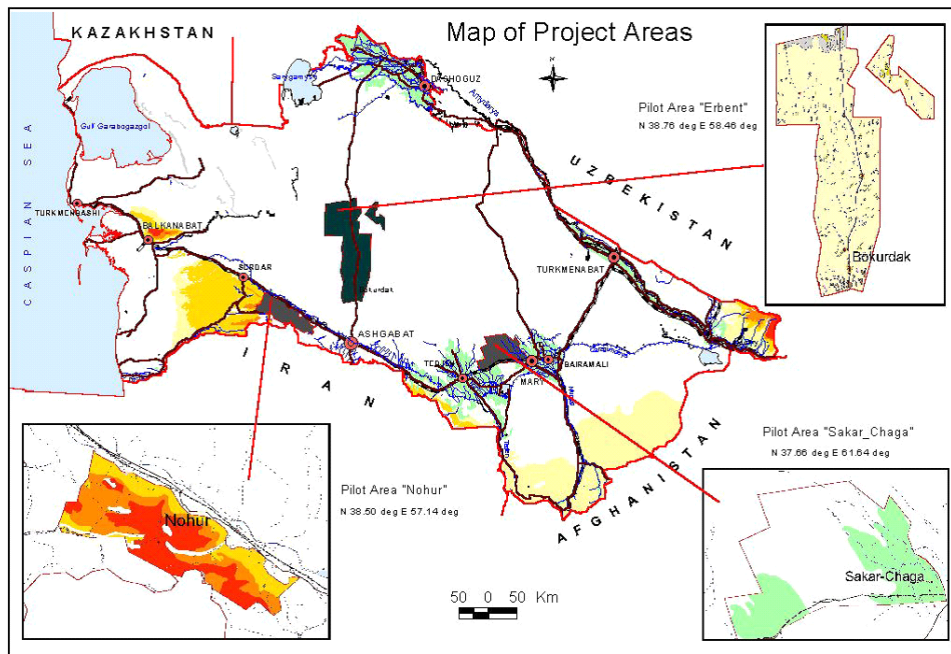 Map of Project Areas
KAZAKHSTAN
Sarygamysh
DASHOGUZ
Amydarya
Pilot Area "Erbent"
N 38.76 deg E 58.46 deg
Gulf Garabogazgol
CASPIAN SEA
UZBEKISTAN
TURKMENBASHI
BALKANABAT
Bokurdak
TURKMENABAT
SERDAR
Bokurdak
ASHGABAT
IRAN
TEDJEN
MARY
BAIRAMALI
AFGHANISTAN
Pilot Area "Sakar_Chaga"
N 37.66 deg E 61.64 deg
Pilot Area "Nohur"
N 38.50 deg E 57.14 deg
Nohur
Sakar-Chaga
50 0 50 Km